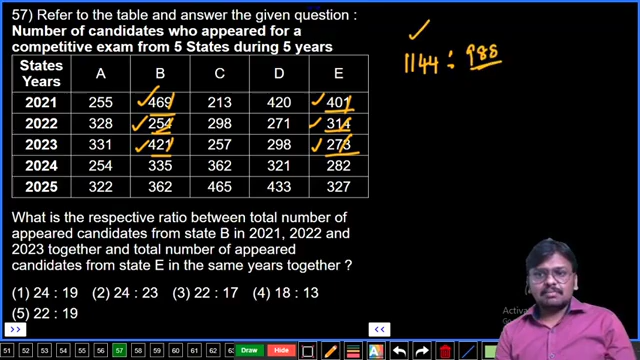 57) Refer to the table and answer the given question :
Number of candidates who appeared for a
competitive exam from 5 States during 5 years
States
Years
A B C D E
2021 255 469 213 420 401
2022 328 254 298 271 314
2023 331 421 257 298 273
2024 254 335 362 321 282
2025 322 362 465 433 327
What is the respective ratio between total number of
appeared candidates from state B in 2021, 2022 and
2023 together and total number of appeared
candidates from state E in the same years together ?
(1) 24 : 19 (2) 24 : 23 (3) 22 : 17 (4) 18 : 13
(5) 22 : 19
1144 : 988
>> <<
8 49 50 51 52 53 54 55 56 57 58 59 60 61 62 63 64 65 Draw Hide